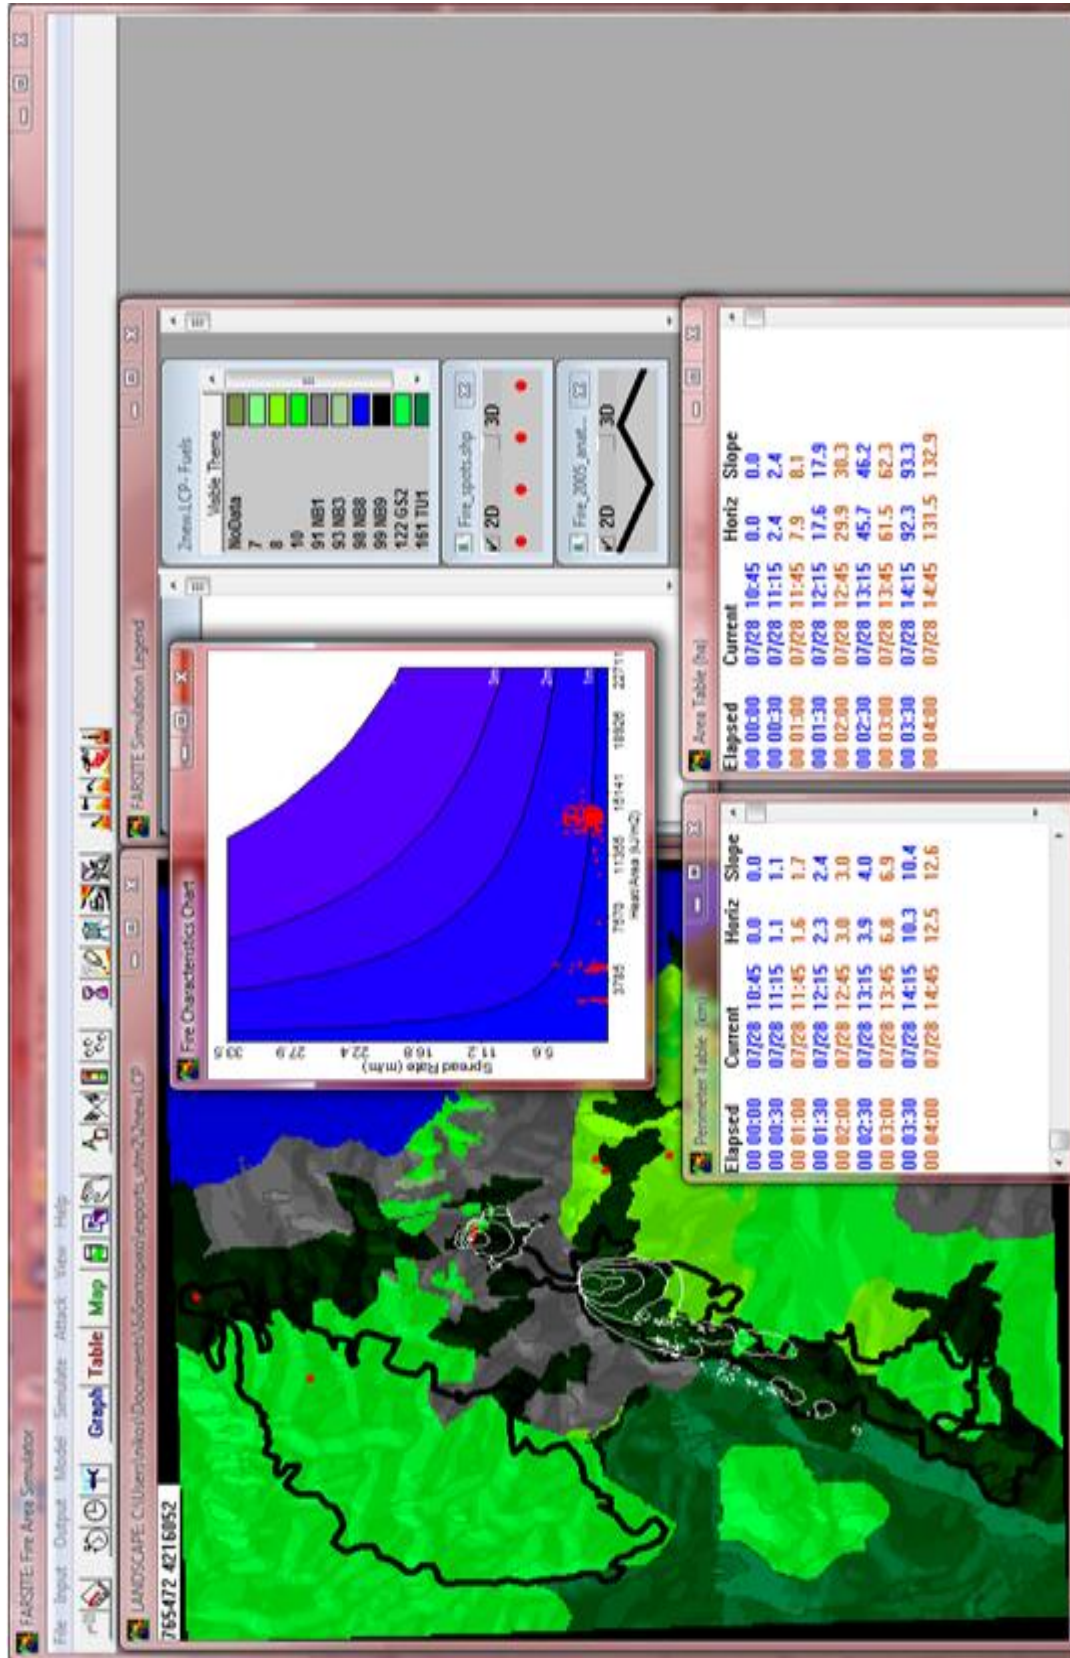 FARSITE: Fire Area Simulator
File Input Output Model Simulate Attack View Help
Graph Table Map
765472 4216052
Fire Characteristics Chart
33.5
27.9
22.4
16.8
11.2
5.6
Spread Rate (m/m)
3785 7570 11356 15141 18926 22711
Heat/Area (kJ/m2)
1m
2m
3m
FARSITE Simulation Legend
2new.LCP- Fuels
Visible Theme
NoData
7
8
10
91 NB1
93 NB3
98 NB8
99 NB9
122 GS2
161 TU1
Fire_spots.shp
2D 3D
Fire_2005_anat...
2D 3D
Perimeter Table (km)
Elapsed Current Horiz Slope
00 00:00 07/28 10:45 0.0 0.0
00 00:30 07/28 11:15 1.1 1.1
00 01:00 07/28 11:45 1.6 1.7
00 01:30 07/28 12:15 2.3 2.4
00 02:00 07/28 12:45 3.0 3.0
00 02:30 07/28 13:15 3.9 4.0
00 03:00 07/28 13:45 6.8 6.9
00 03:30 07/28 14:15 10.3 10.4
00 04:00 07/28 14:45 12.5 12.6
Area Table (ha)
Elapsed Current Horiz Slope
00 00:00 07/28 10:45 0.0 0.0
00 00:30 07/28 11:15 2.4 2.4
00 01:00 07/28 11:45 7.9 8.1
00 01:30 07/28 12:15 17.6 17.9
00 02:00 07/28 12:45 29.9 30.3
00 02:30 07/28 13:15 45.7 46.2
00 03:00 07/28 13:45 61.5 62.3
00 03:30 07/28 14:15 92.3 93.3
00 04:00 07/28 14:45 131.5 132.9